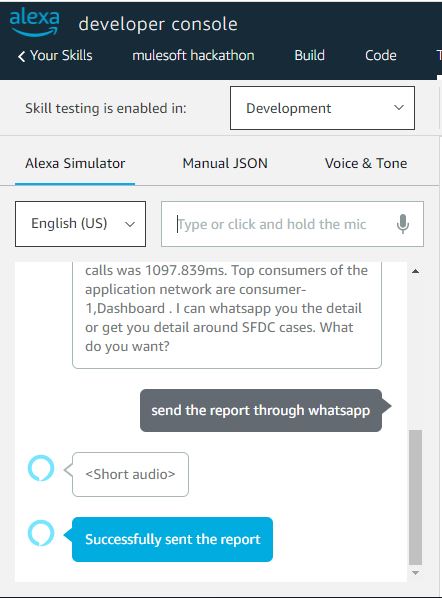 alexa developer console
Your Skills mulesoft hackathon Build Code
Skill testing is enabled in: Development
Alexa Simulator Manual JSON Voice & Tone
English (US) Type or click and hold the mic
calls was 1097.839ms. Top consumers of the
application network are consumer-
1,Dashboard . I can whatsapp you the detail
or get you detail around SFDC cases. What
do you want?
send the report through whatsapp
<Short audio>
Successfully sent the report